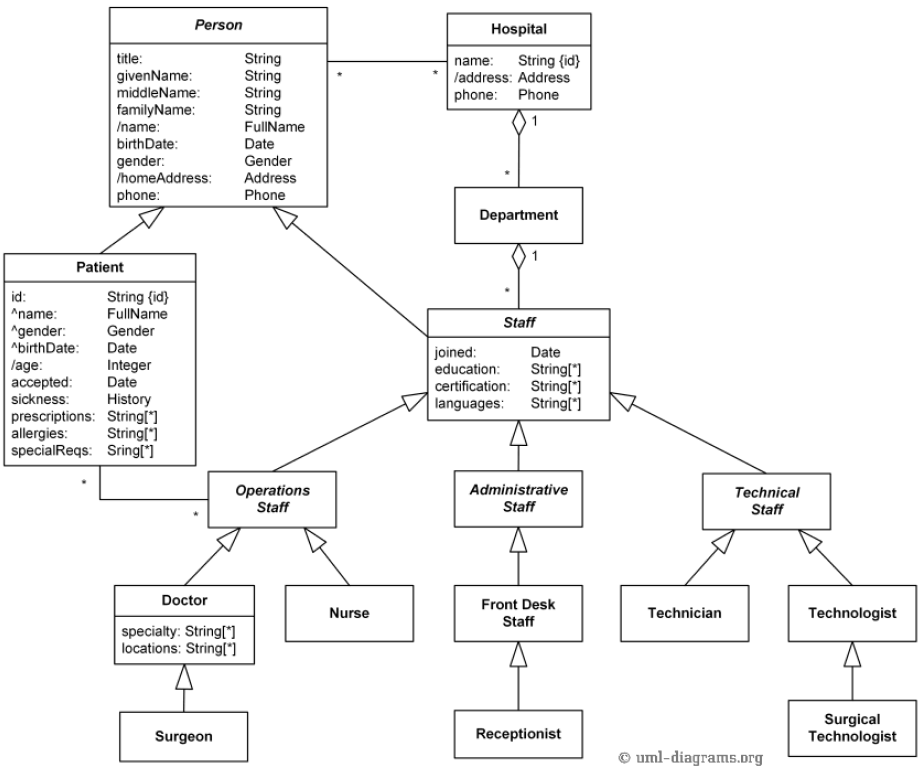 Person
title: String
givenName: String
middleName: String
familyName: String
/name: FullName
birthDate: Date
gender: Gender
/homeAddress: Address
phone: Phone
Hospital
name: String {id}
/address: Address
phone: Phone
*
*
1
*
Department
1
*
Patient
id: String {id}
^name: FullName
^gender: Gender
^birthDate: Date
/age: Integer
accepted: Date
sickness: History
prescriptions: String[*]
allergies: String[*]
specialReqs: Sring[*]
Staff
joined: Date
education: String[*]
certification: String[*]
languages: String[*]
*
*
Operations
Staff
Administrative
Staff
Technical
Staff
Doctor
specialty: String[*]
locations: String[*]
Nurse
Front Desk
Staff
Technician
Technologist
Surgeon
Receptionist
Surgical
Technologist
© uml-diagrams.org